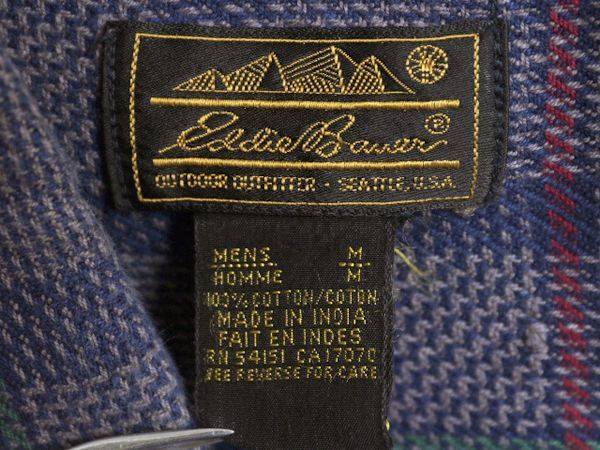 Eddie Bauer®
OUTDOOR OUTFITTER • SEATTLE, U.S.A.
MENS M
HOMME M
100% COTTON/COTON
MADE IN INDIA
FAIT EN INDES
RN 54151 CA17070
SEE REVERSE FOR CARE